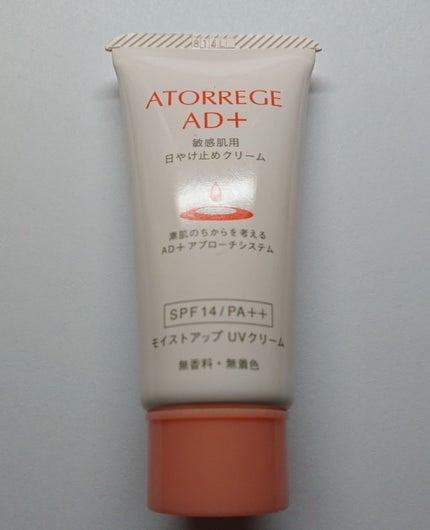 ATORREGE
AD+
敏感肌用
日やけ止めクリーム
素肌のちからを考える
AD+アプローチシステム
SPF14/PA++
モイストアップ UVクリーム
無香料・無着色